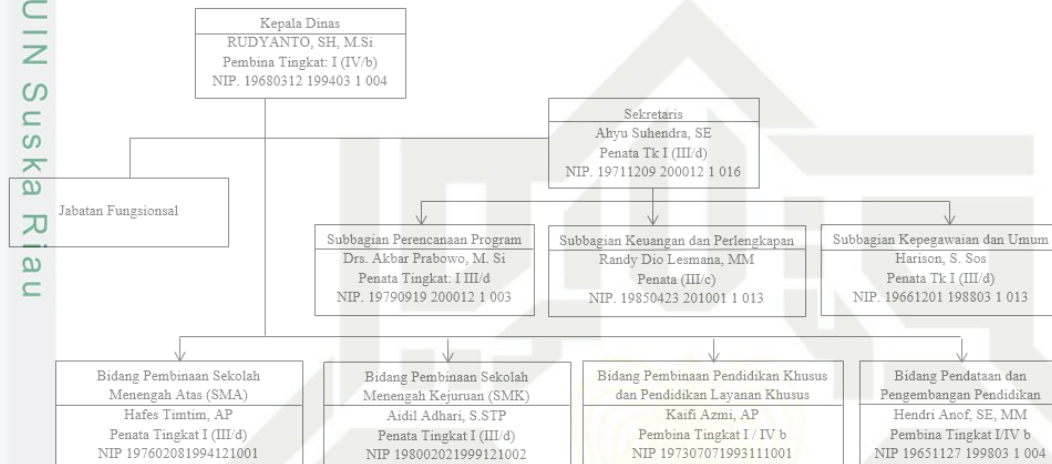 UIN Suska Riau
Kepala Dinas
RUDYANTO, SH, M.Si
Pembina Tingkat: I (IV/b)
NIP. 19680312 199403 1 004
Sekretaris
Ahyu Suhendra, SE
Penata Tk I (III/d)
NIP. 19711209 200012 1 016
Jabatan Fungsionsal
Subbagian Perencanaan Program
Drs. Akbar Prabowo, M. Si
Penata Tingkat: I III/d
NIP. 19790919 200012 1 003
Subbagian Keuangan dan Perlengkapan
Randy Dio Lesmana, MM
Penata (III/c)
NIP. 19850423 201001 1 013
Subbagian Kepegawaian dan Umum
Harison, S. Sos
Penata Tk I (III/d)
NIP. 19661201 198803 1 013
Bidang Pembinaan Sekolah
Menengah Atas (SMA)
Hafes Timtim, AP
Penata Tingkat I (III/d)
NIP 197602081994121001
Bidang Pembinaan Sekolah
Menengah Kejuruan (SMK)
Aidil Adhari, S.STP
Penata Tingkat I (III/d)
NIP 198002021999121002
Bidang Pembinaan Pendidikan Khusus
dan Pendidikan Layanan Khusus
Kaifi Azmi, AP
Pembina Tingkat I / IV b
NIP 197307071993111001
Bidang Pendataan dan
Pengembangan Pendidikan
Hendri Anof, SE, MM
Pembina Tingkat I/IV b
NIP 19651127 199803 1 004